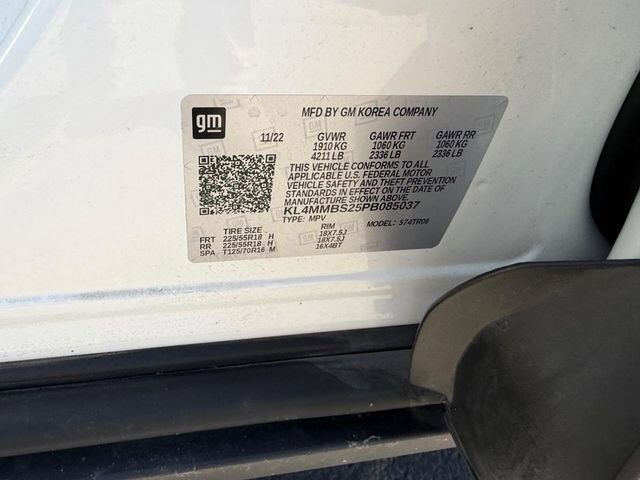 gm
MFD BY GM KOREA COMPANY
11/22 GVWR GAWR FRT GAWR RR
1910 KG 1060 KG 1060 KG
4211 LB 2336 LB 2336 LB
THIS VEHICLE CONFORMS TO ALL
APPLICABLE U.S. FEDERAL MOTOR
VEHICLE SAFETY AND THEFT PREVENTION
STANDARDS IN EFFECT ON THE DATE OF
MANUFACTURE SHOWN ABOVE.
KL4MMBS25PB085037
TYPE: MPV MODEL: 574TR06
TIRE SIZE RIM
FRT 225/55R18 H 18X7.5J
RR 225/55R18 H 18X7.5J
SPA T125/70R16 M 16X4BT